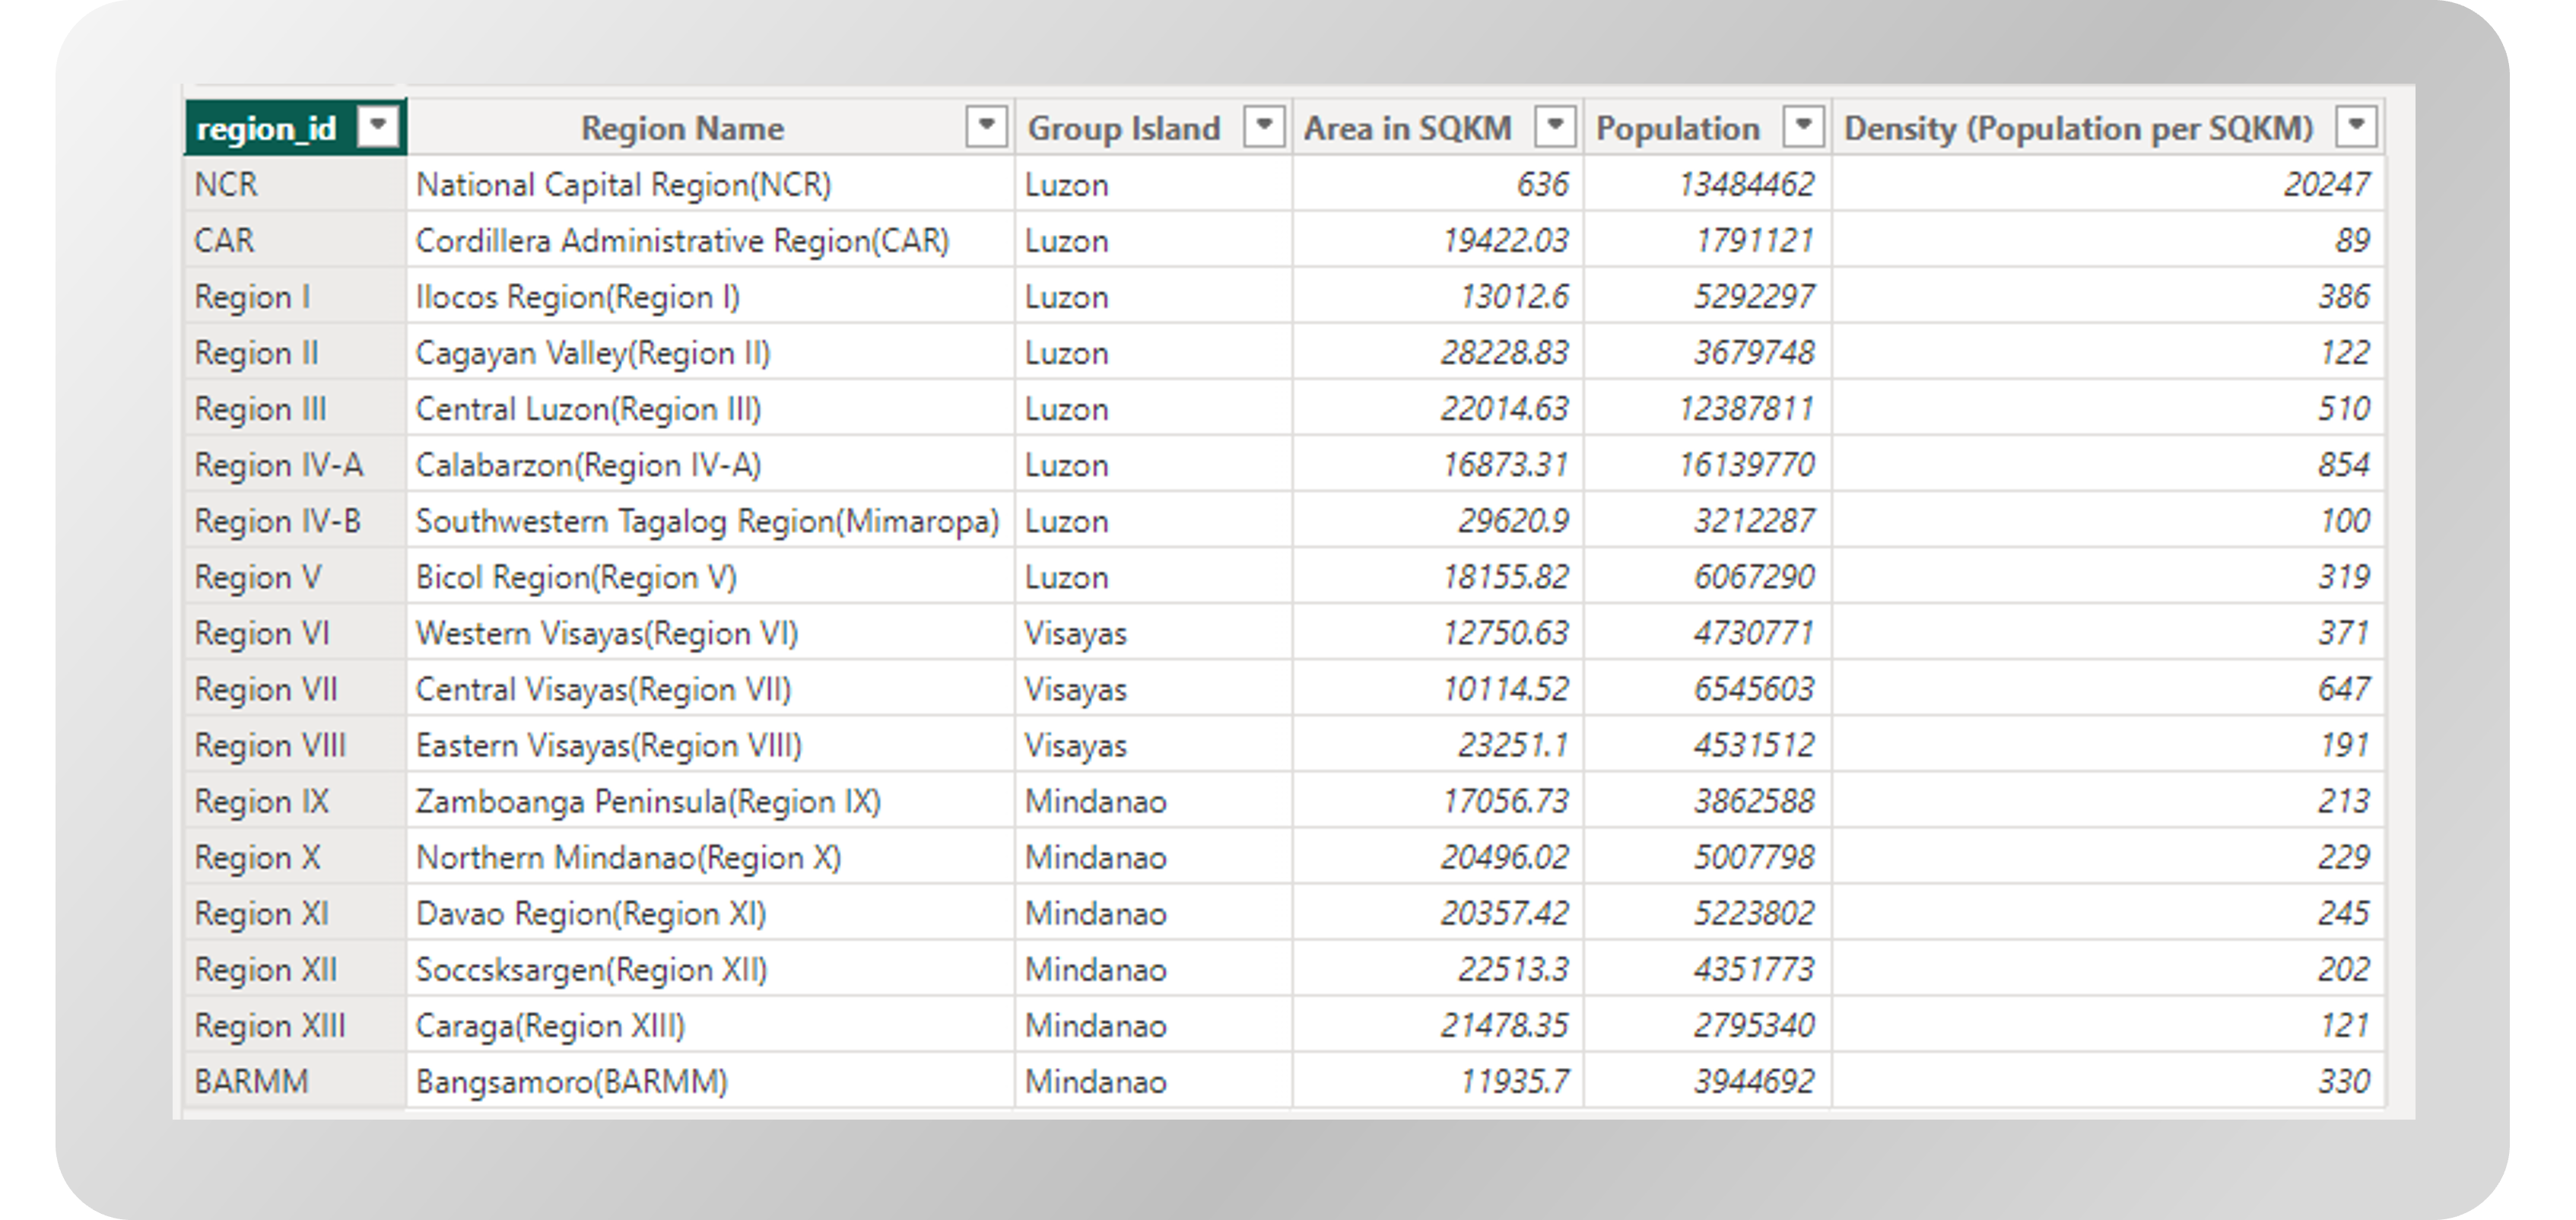 region_id Region Name Group Island Area in SQKM Population Density (Population per SQKM)
NCR National Capital Region(NCR) Luzon 636 13484462 20247
CAR Cordillera Administrative Region(CAR) Luzon 19422.03 1791121 89
Region I Ilocos Region(Region I) Luzon 13012.6 5292297 386
Region II Cagayan Valley(Region II) Luzon 28228.83 3679748 122
Region III Central Luzon(Region III) Luzon 22014.63 12387811 510
Region IV-A Calabarzon(Region IV-A) Luzon 16873.31 16139770 854
Region IV-B Southwestern Tagalog Region(Mimaropa) Luzon 29620.9 3212287 100
Region V Bicol Region(Region V) Luzon 18155.82 6067290 319
Region VI Western Visayas(Region VI) Visayas 12750.63 4730771 371
Region VII Central Visayas(Region VII) Visayas 10114.52 6545603 647
Region VIII Eastern Visayas(Region VIII) Visayas 23251.1 4531512 191
Region IX Zamboanga Peninsula(Region IX) Mindanao 17056.73 3862588 213
Region X Northern Mindanao(Region X) Mindanao 20496.02 5007798 229
Region XI Davao Region(Region XI) Mindanao 20357.42 5223802 245
Region XII Soccsksargen(Region XII) Mindanao 22513.3 4351773 202
Region XIII Caraga(Region XIII) Mindanao 21478.35 2795340 121
BARMM Bangsamoro(BARMM) Mindanao 11935.7 3944692 330